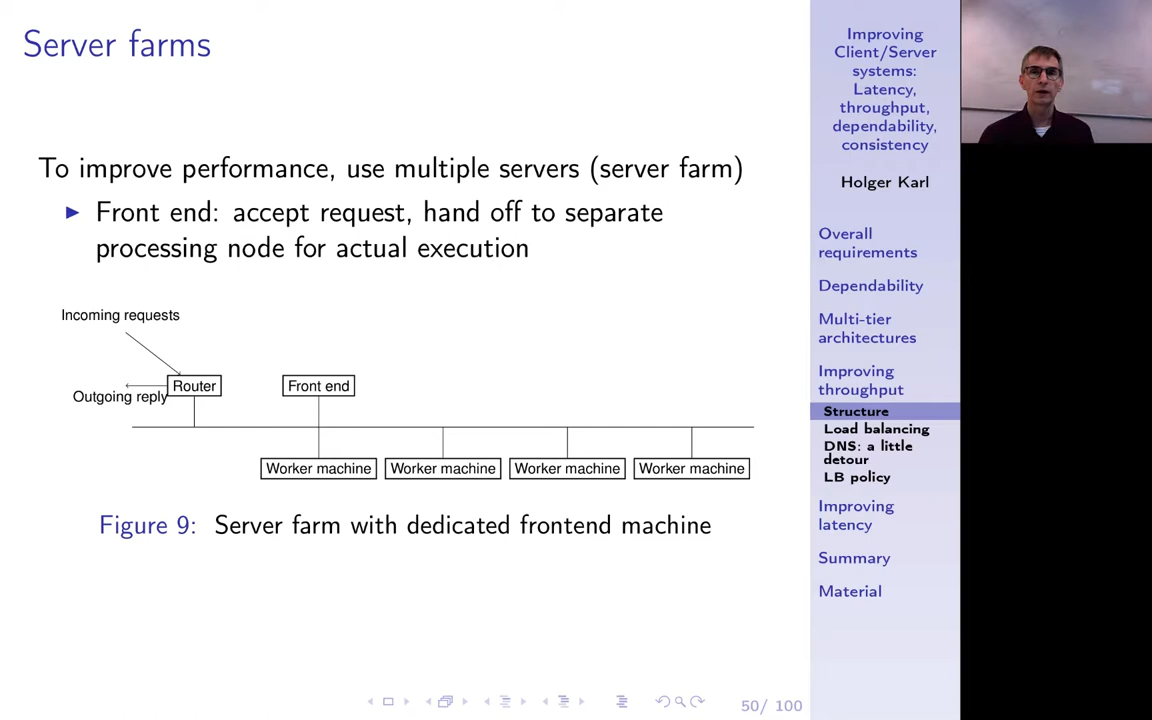 Server farms
To improve performance, use multiple servers (server farm)
Front end: accept request, hand off to separate
processing node for actual execution
Incoming requests
Router
Front end
Outgoing reply
Worker machine
Worker machine
Worker machine
Worker machine
Figure 9: Server farm with dedicated frontend machine
50/ 100
Improving
Client/Server
systems:
Latency,
throughput,
dependability,
consistency
Holger Karl
Overall
requirements
Dependability
Multi-tier
architectures
Improving
throughput
Structure
Load balancing
DNS: a little
detour
LB policy
Improving
latency
Summary
Material